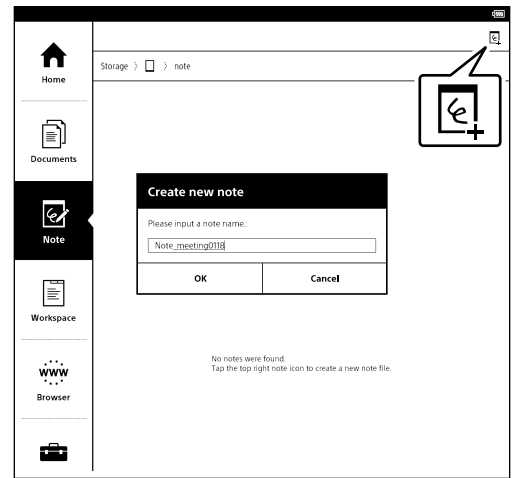 Home
Storage 〉 〉 note
Documents
Create new note
Please input a note name.
Note_meeting0118
OK
Cancel
Note
Workspace
No notes were found.
Tap the top right note icon to create a new note file.
www
Browser